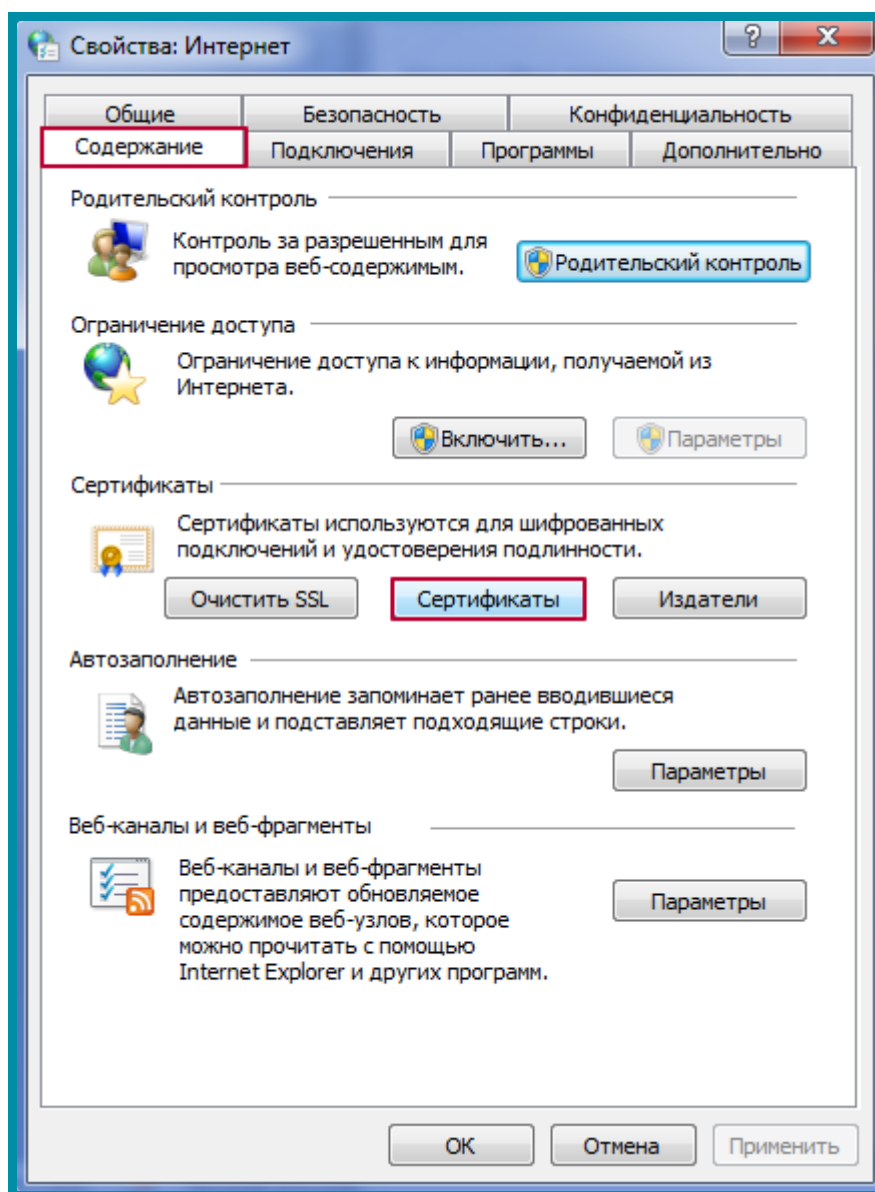 Свойства: Интернет
Общие
Безопасность
Конфиденциальность
Содержание
Подключения
Программы
Дополнительно
Родительский контроль
Контроль за разрешенным для
просмотра веб-содержимым.
Родительский контроль
Ограничение доступа
Ограничение доступа к информации, получаемой из
Интернета.
Включить...
Параметры
Сертификаты
Сертификаты используются для шифрованных
подключений и удостоверения подлинности.
Очистить SSL
Сертификаты
Издатели
Автозаполнение
Автозаполнение запоминает ранее вводившиеся
данные и подставляет подходящие строки.
Параметры
Веб-каналы и веб-фрагменты
Веб-каналы и веб-фрагменты
предоставляют обновляемое
содержимое веб-узлов, которое
можно прочитать с помощью
Internet Explorer и других программ.
Параметры
ОК
Отмена
Применить